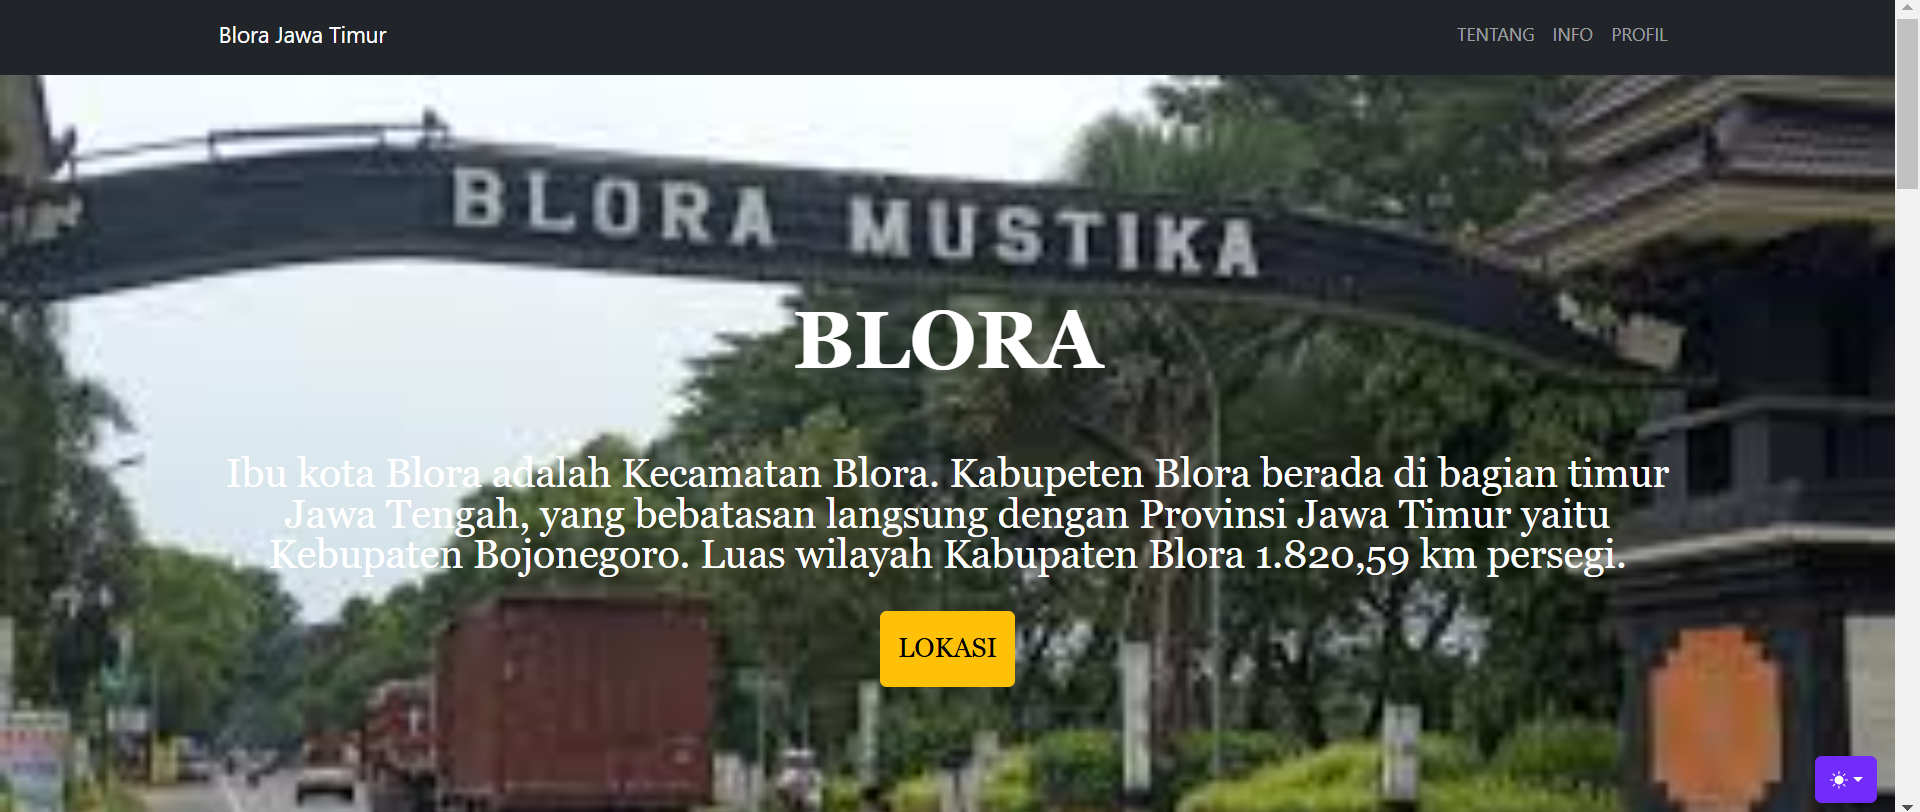 Blora Jawa Timur
TENTANG INFO PROFIL
BLORA MUSTIKA
BLORA
Ibu kota Blora adalah Kecamatan Blora. Kabupeten Blora berada di bagian timur
Jawa Tengah, yang bebatasan langsung dengan Provinsi Jawa Timur yaitu
Kebupaten Bojonegoro. Luas wilayah Kabupaten Blora 1.820,59 km persegi.
LOKASI